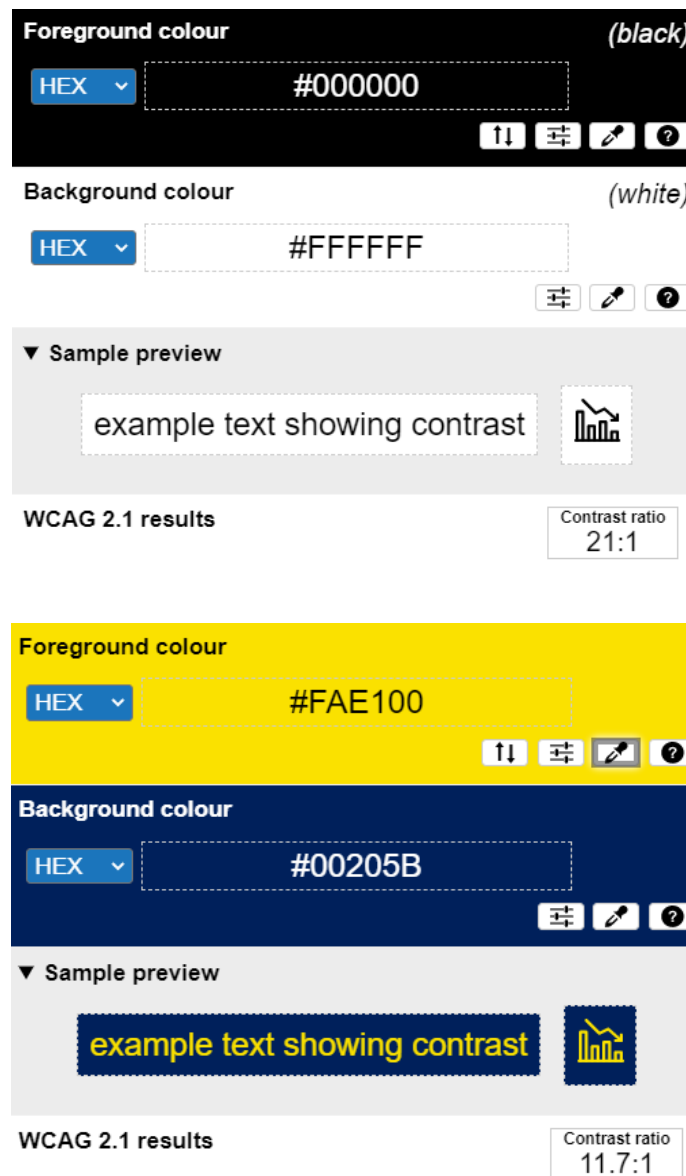 Foreground colour (black)
HEX #000000
Background colour (white)
HEX #FFFFFF
▼ Sample preview
example text showing contrast
WCAG 2.1 results Contrast ratio
21:1
Foreground colour
HEX #FAE100
Background colour
HEX #00205B
▼ Sample preview
example text showing contrast
WCAG 2.1 results Contrast ratio
11.7:1